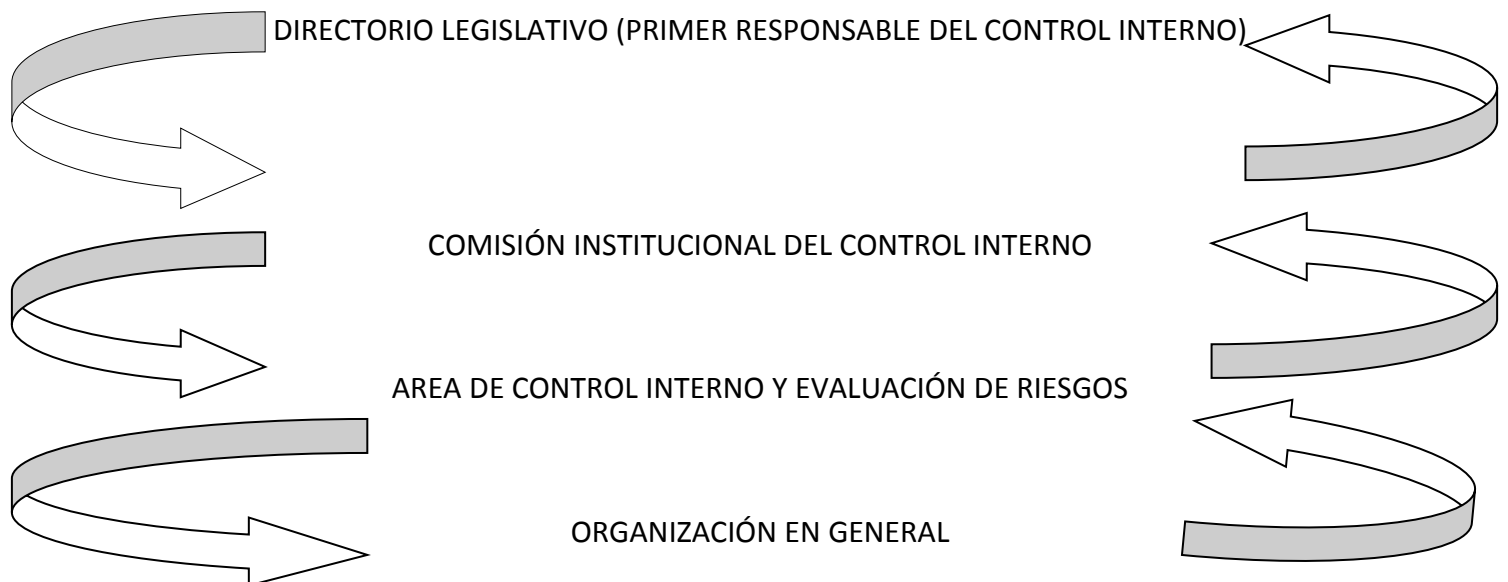 DIRECTORIO LEGISLATIVO (PRIMER RESPONSABLE DEL CONTROL INTERNO)
COMISIÓN INSTITUCIONAL DEL CONTROL INTERNO
AREA DE CONTROL INTERNO Y EVALUACIÓN DE RIESGOS
ORGANIZACIÓN EN GENERAL